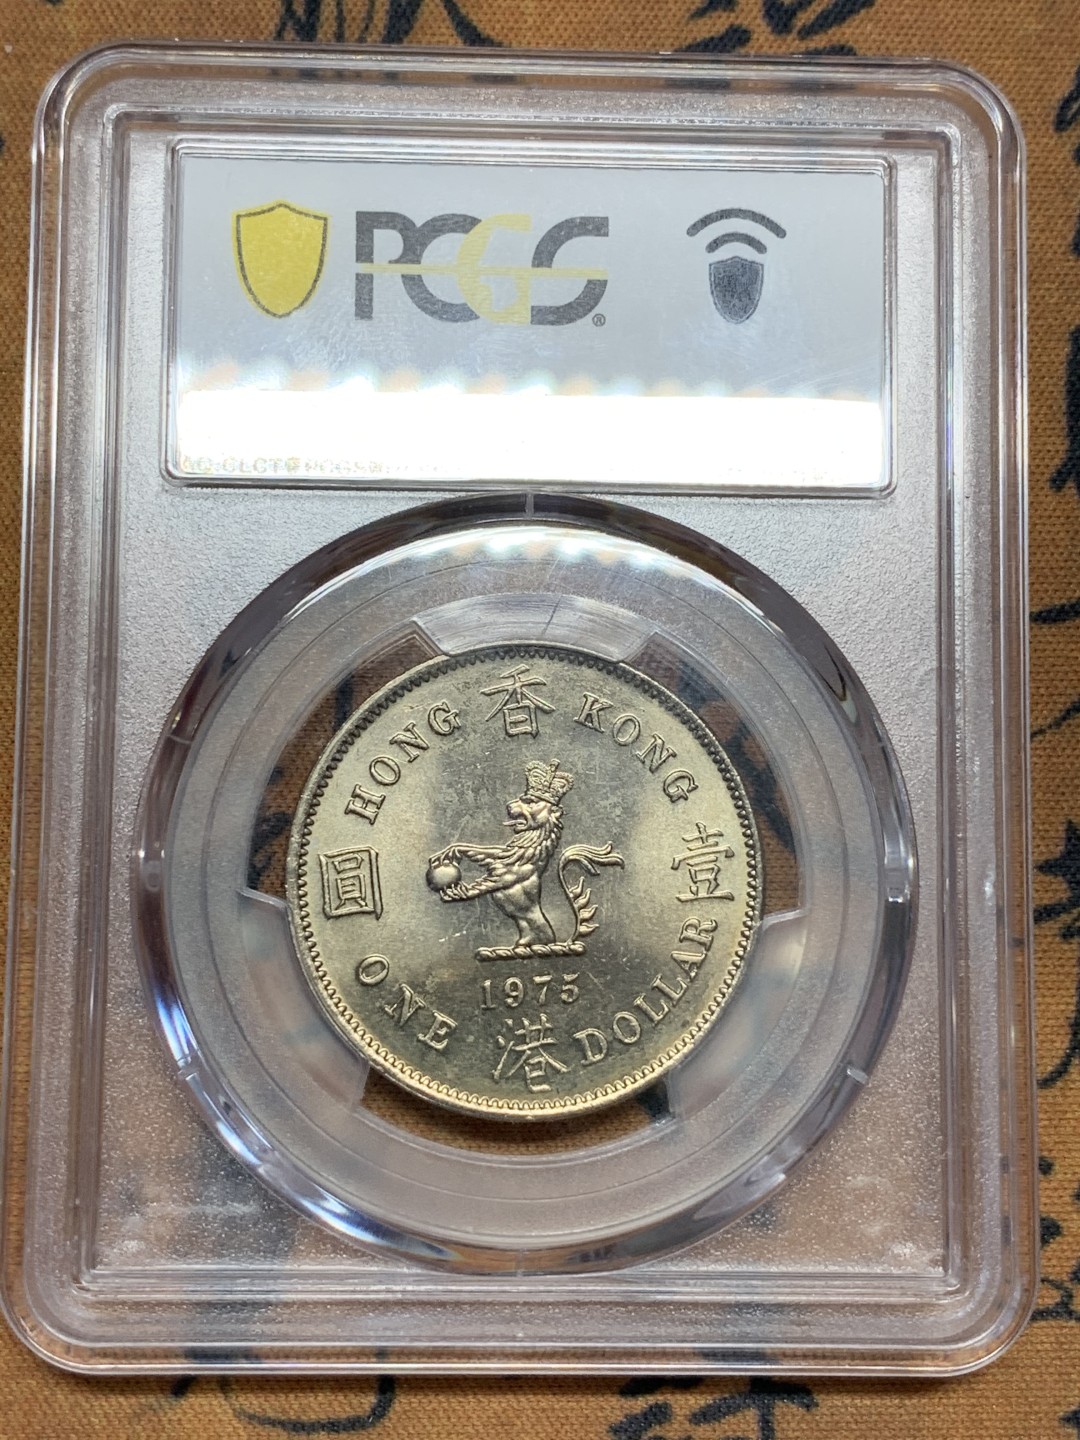 PCGS®
HONG 香 KONG
圓 壹
1975
ONE 港 DOLLAR